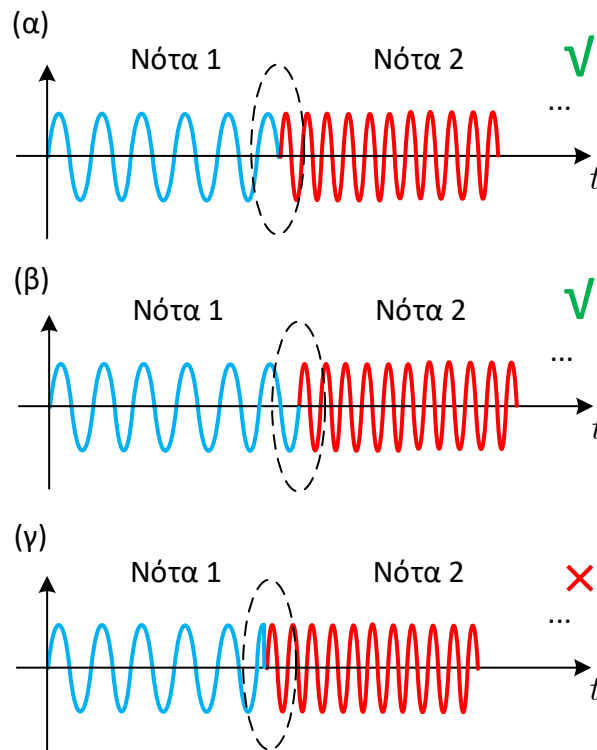 (α)
Νότα 1 Νότα 2 √
...
t
(β)
Νότα 1 Νότα 2 √
...
t
(γ)
Νότα 1 Νότα 2 ×
...
t